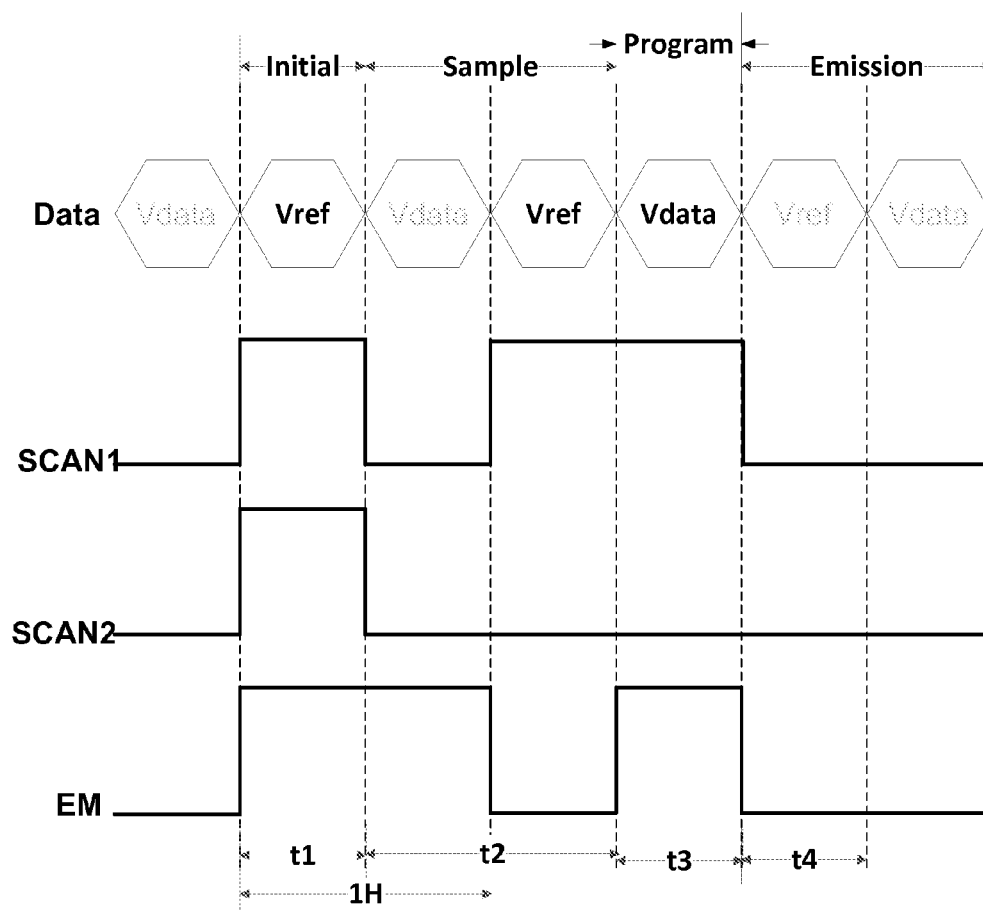 Program
Initial Sample Emission
Data Vdata Vref Vdata Vref Vdata Vref Vdata
SCAN1
SCAN2
EM
t1 t2 t3 t4
1H